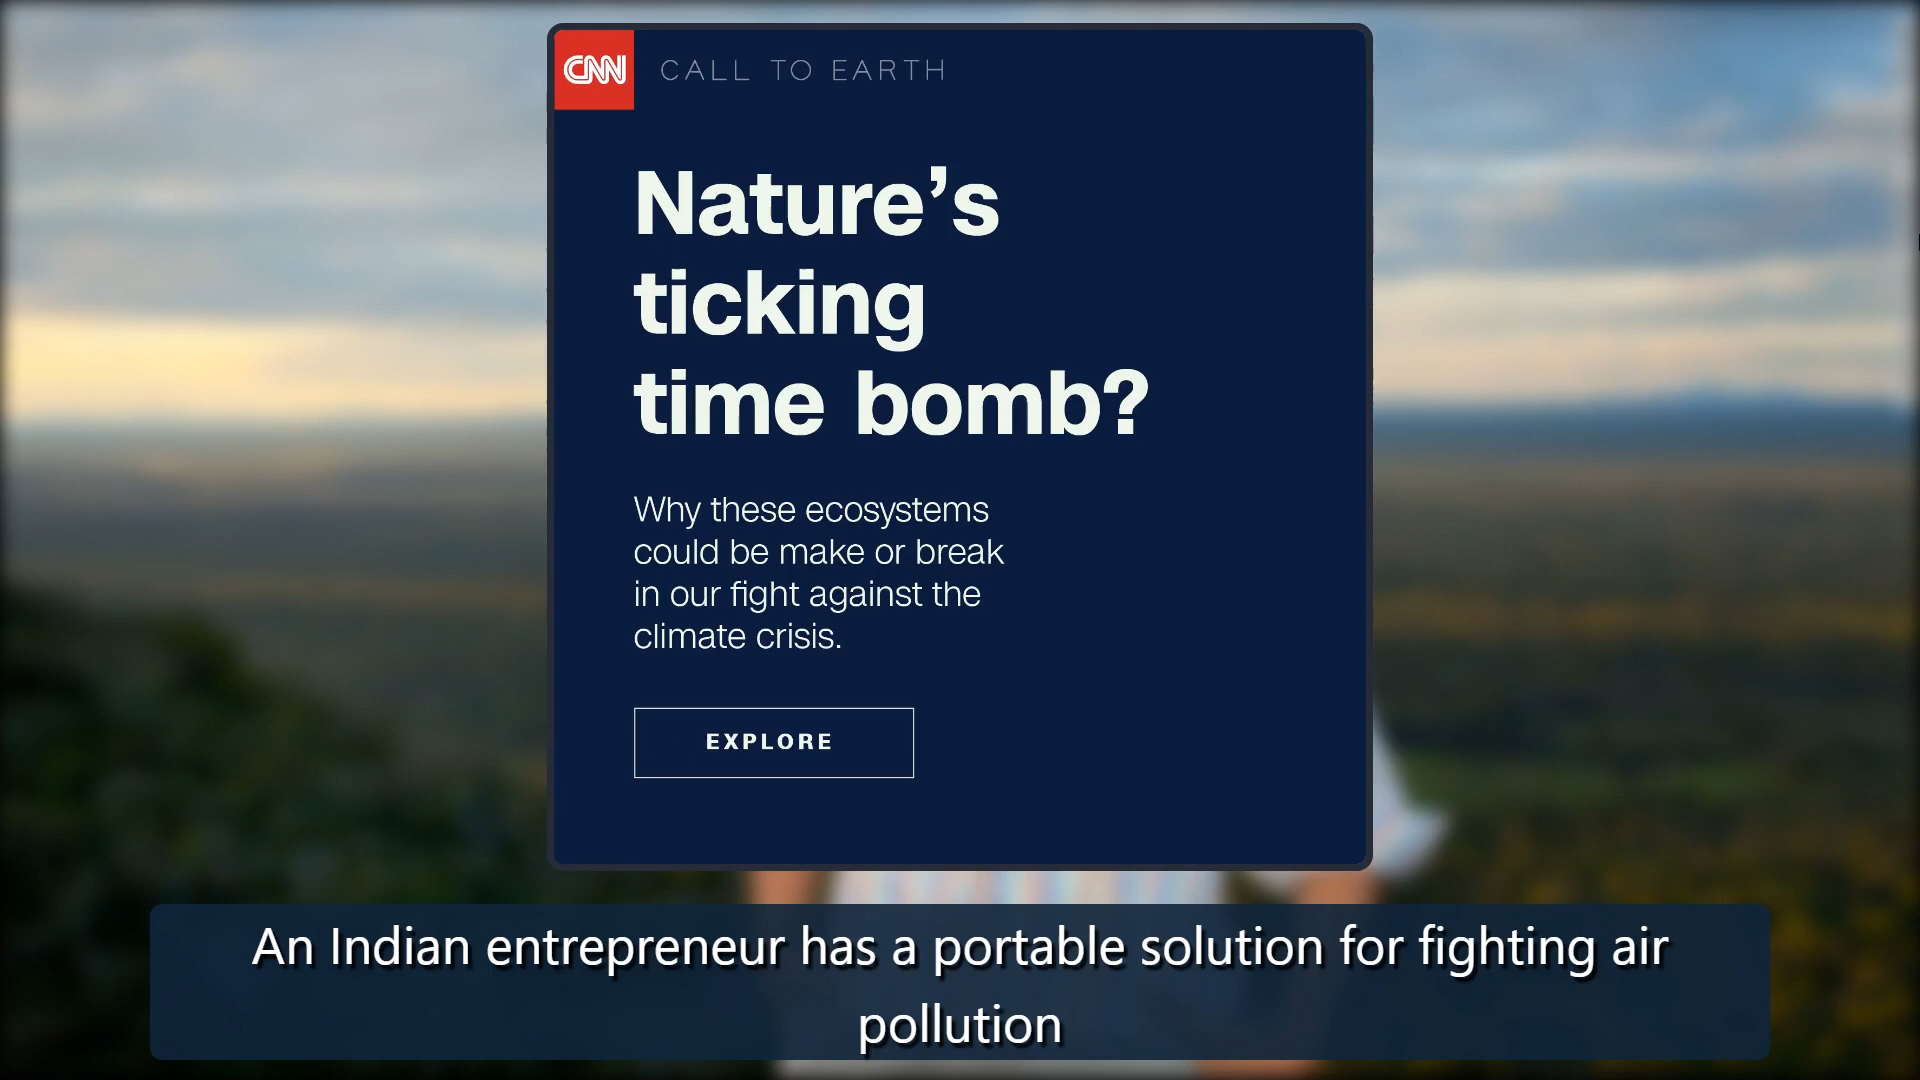 CNN CALL TO EARTH
Nature’s
ticking
time bomb?
Why these ecosystems
could be make or break
in our fight against the
climate crisis.
EXPLORE
An Indian entrepreneur has a portable solution for fighting air
pollution